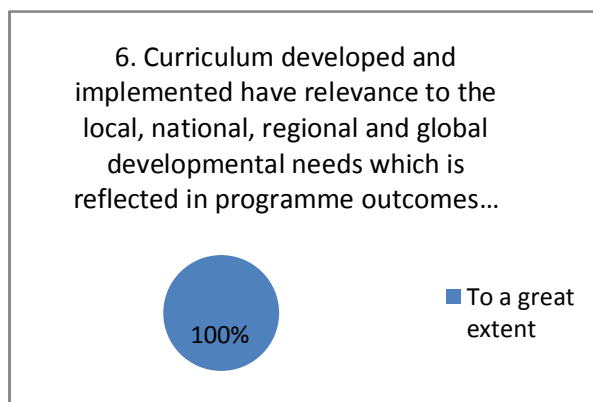 6. Curriculum developed and
implemented have relevance to the
local, national, regional and global
developmental needs which is
reflected in programme outcomes...
100%
To a great
extent